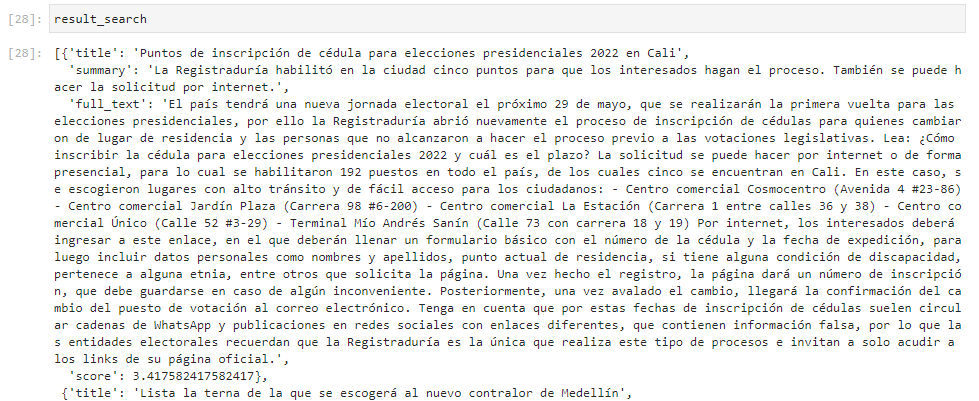 [28]: result_search
[28]: [{'title': 'Puntos de inscripción de cédula para elecciones presidenciales 2022 en Cali',
'summary': 'La Registraduría habilitó en la ciudad cinco puntos para que los interesados hagan el proceso. También se puede h
acer la solicitud por internet.',
'full_text': 'El país tendrá una nueva jornada electoral el próximo 29 de mayo, que se realizarán la primera vuelta para las
elecciones presidenciales, por ello la Registraduría abrió nuevamente el proceso de inscripción de cédulas para quienes cambiar
on de lugar de residencia y las personas que no alcanzaron a hacer el proceso previo a las votaciones legislativas. Lea: ¿Cómo
inscribir la cédula para elecciones presidenciales 2022 y cuál es el plazo? La solicitud se puede hacer por internet o de forma
presencial, para lo cual se habilitaron 192 puestos en todo el país, de los cuales cinco se encuentran en Cali. En este caso, s
e escogieron lugares con alto tránsito y de fácil acceso para los ciudadanos: - Centro comercial Cosmocentro (Avenida 4 #23-86)
- Centro comercial Jardín Plaza (Carrera 98 #6-200) - Centro comercial La Estación (Carrera 1 entre calles 36 y 38) - Centro co
mercial Único (Calle 52 #3-29) - Terminal Mío Andrés Sanín (Calle 73 con carrera 18 y 19) Por internet, los interesados deberá
ingresar a este enlace, en el que deberán llenar un formulario básico con el número de la cédula y la fecha de expedición, para
luego incluir datos personales como nombres y apellidos, punto actual de residencia, si tiene alguna condición de discapacidad,
pertenece a alguna etnia, entre otros que solicita la página. Una vez hecho el registro, la página dará un número de inscripció
n, que debe guardarse en caso de algún inconveniente. Posteriormente, una vez avalado el cambio, llegará la confirmación del ca
mbio del puesto de votación al correo electrónico. Tenga en cuenta que por estas fechas de inscripción de cédulas suelen circul
ar cadenas de WhatsApp y publicaciones en redes sociales con enlaces diferentes, que contienen información falsa, por lo que la
s entidades electorales recuerdan que la Registraduría es la única que realiza este tipo de procesos e invitan a solo acudir a
los links de su página oficial.',
'score': 3.417582417582417},
{'title': 'Lista la terna de la que se escogerá al nuevo contralor de Medellín',